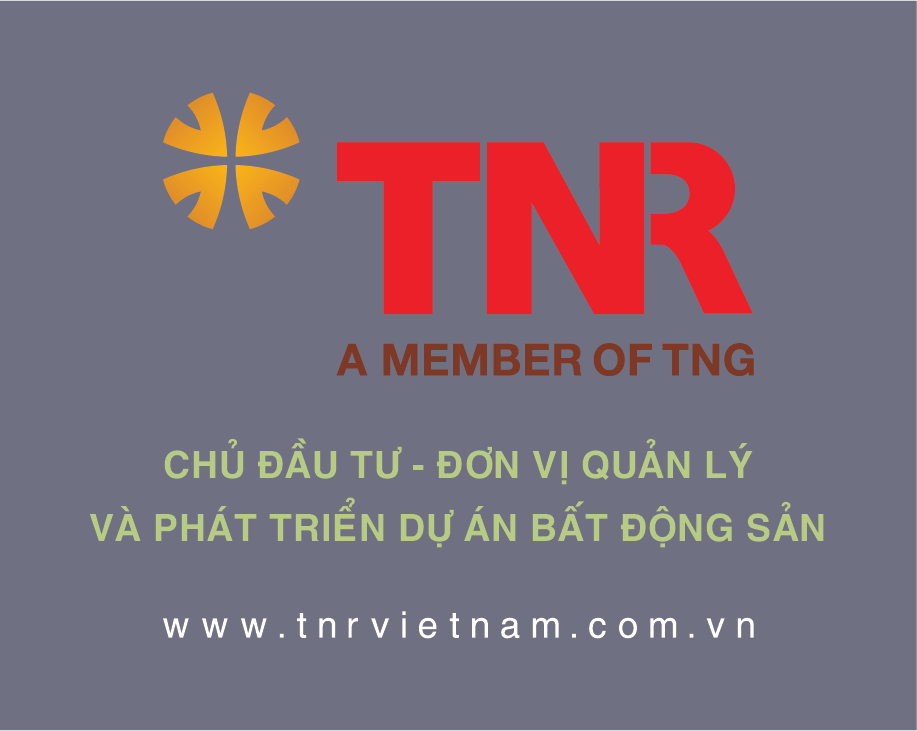 TNR
A MEMBER OF TNG
CHỦ ĐẦU TƯ - ĐƠN VỊ QUẢN LÝ
VÀ PHÁT TRIỂN DỰ ÁN BẤT ĐỘNG SẢN
www.tnrvietnam.com.vn